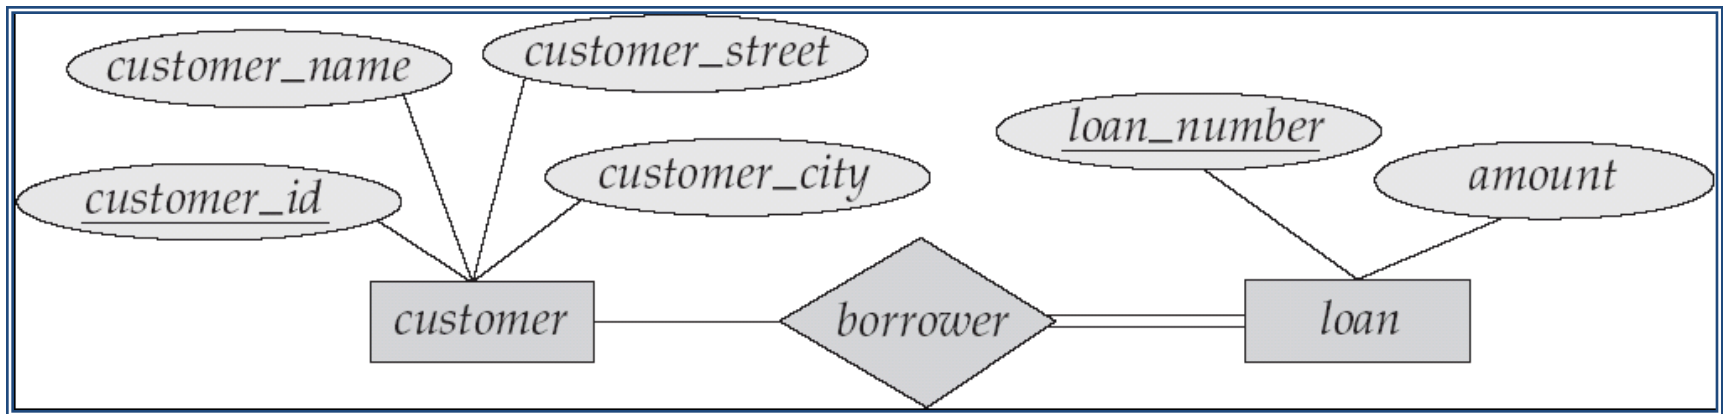 customer_name
customer_street
customer_id
customer_city
loan_number
amount
customer
borrower
loan